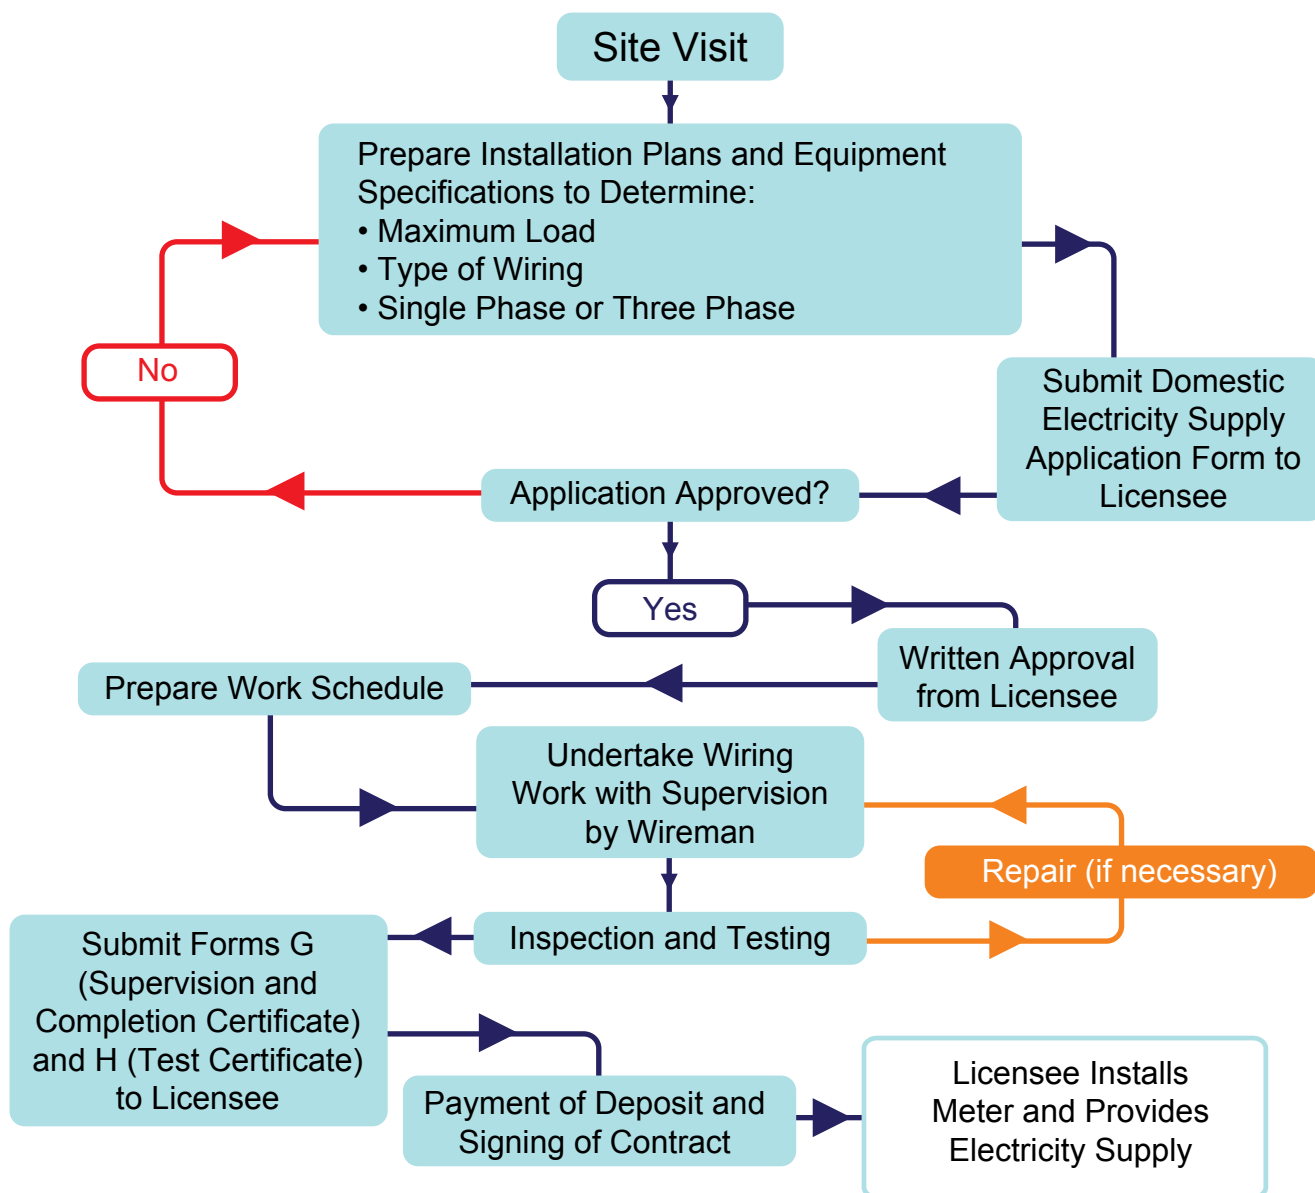 Site Visit
Prepare Installation Plans and Equipment
Specifications to Determine:
• Maximum Load
• Type of Wiring
• Single Phase or Three Phase
No
Submit Domestic
Electricity Supply
Application Form to
Licensee
Application Approved?
Yes
Written Approval
from Licensee
Prepare Work Schedule
Undertake Wiring
Work with Supervision
by Wireman
Repair (if necessary)
Inspection and Testing
Submit Forms G
(Supervision and
Completion Certificate)
and H (Test Certificate)
to Licensee
Payment of Deposit and
Signing of Contract
Licensee Installs
Meter and Provides
Electricity Supply